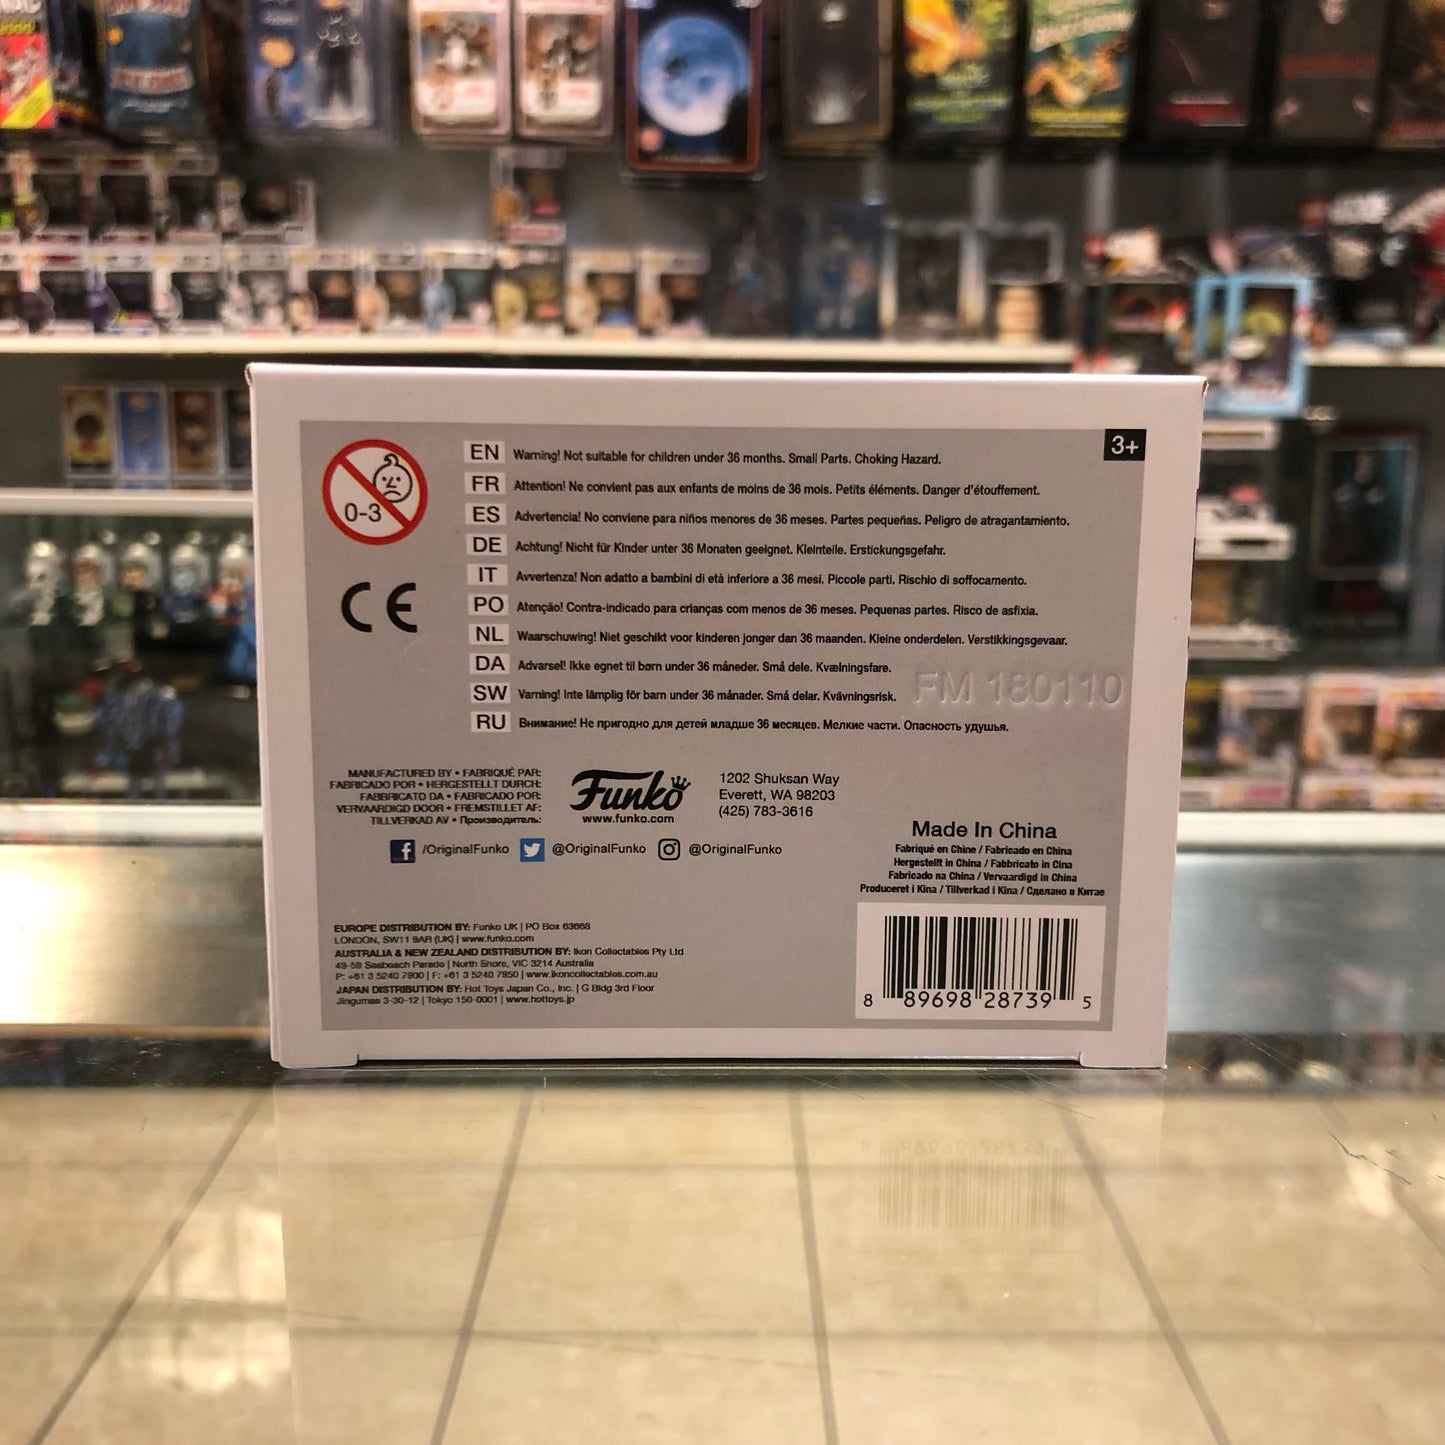 3+
0-3
EN Warning! Not suitable for children under 36 months. Small Parts. Choking Hazard.
FR Attention! Ne convient pas aux enfants de moins de 36 mois. Petits éléments. Danger d'étouffement.
ES Advertencia! No conviene para niños menores de 36 meses. Partes pequeñas. Peligro de atragantamiento.
DE Achtung! Nicht für Kinder unter 36 Monaten geeignet. Kleinteile. Erstickungsgefahr.
IT Avvertenza! Non adatto a bambini di età inferiore a 36 mesi. Piccole parti. Rischio di soffocamento.
CE
PO Atenção! Contra-indicado para crianças com menos de 36 meses. Pequenas partes. Risco de asfixia.
NL Waarschuwing! Niet geschikt voor kinderen jonger dan 36 maanden. Kleine onderdelen. Verstikkingsgevaar.
DA Advarsel! Ikke egnet til børn under 36 måneder. Små dele. Kvælningsfare.
SW Varning! Inte lämplig för barn under 36 månader. Små delar. Kvävningsrisk.
FM 180110
RU Внимание! Не пригодно для детей младше 36 месяцев. Мелкие части. Опасность удушья.
MANUFACTURED BY • FABRIQUÉ PAR:
FABRICADO POR • HERGESTELLT DURCH:
FABBRICATO DA • FABRICADO POR:
VERVAARDIGD DOOR • FREMSTILLET AF:
TILLVERKAD AV • Производитель:
Funko
www.funko.com
1202 Shuksan Way
Everett, WA 98203
(425) 783-3616
/OriginalFunko @OriginalFunko @OriginalFunko
Made In China
Fabriqué en Chine / Fabricado en China
Hergestellt in China / Fabbricato in Cina
Fabricado na China / Vervaardigd in China
Produceret i Kina / Tillverkad i Kina / Сделано в Китае
EUROPE DISTRIBUTION BY: Funko UK | PO Box 63668
LONDON, SW11 9AR (UK) | www.funko.com
AUSTRALIA & NEW ZEALAND DISTRIBUTION BY: Ikon Collectables Pty Ltd
49-59 Seabeach Parade | North Shore, VIC 3214 Australia
P: +61 3 5240 7900 | F: +61 3 5240 7950 | www.ikoncollectables.com.au
JAPAN DISTRIBUTION BY: Hot Toys Japan Co., Inc. | G Bldg 3rd Floor
Jingumae 3-30-12 | Tokyo 150-0001 | www.hottoys.jp
8 89698 28739 5